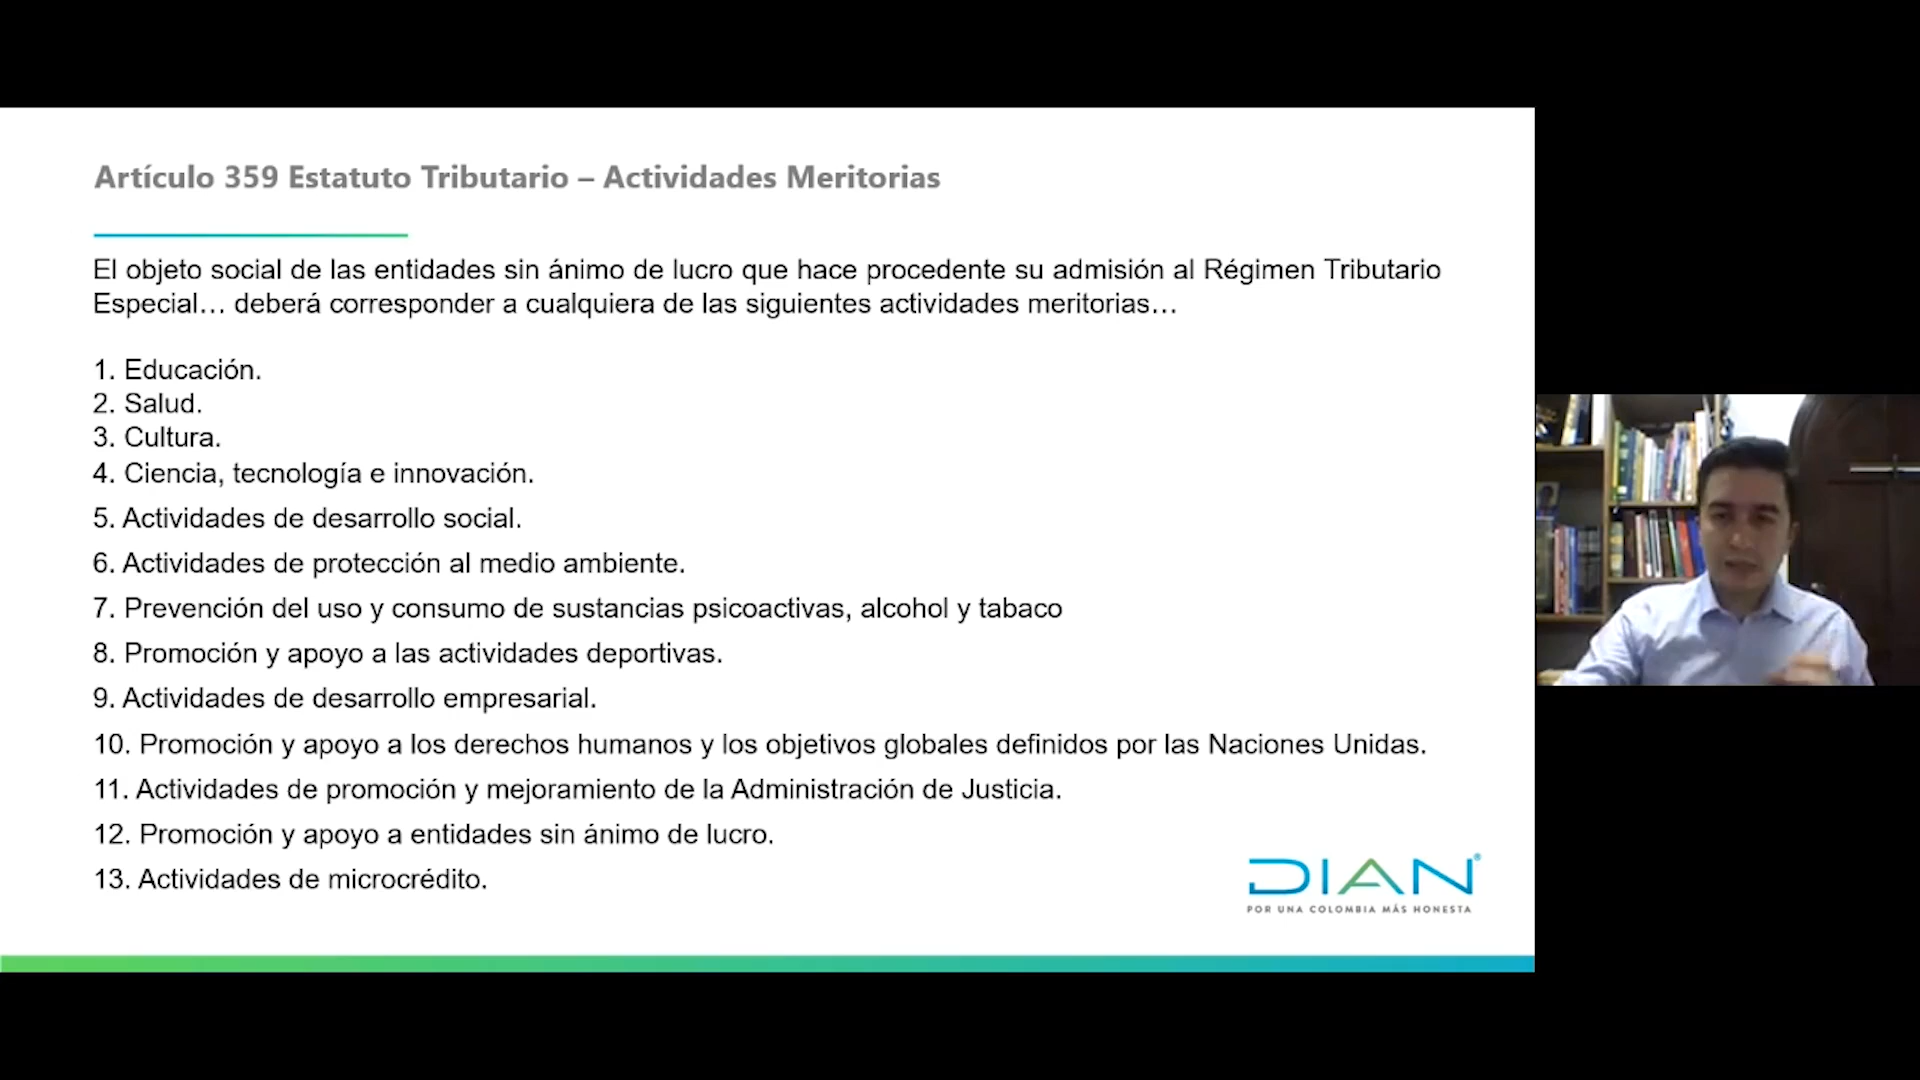 Artículo 359 Estatuto Tributario – Actividades Meritorias
El objeto social de las entidades sin ánimo de lucro que hace procedente su admisión al Régimen Tributario
Especial… deberá corresponder a cualquiera de las siguientes actividades meritorias…
1. Educación.
2. Salud.
3. Cultura.
4. Ciencia, tecnología e innovación.
5. Actividades de desarrollo social.
6. Actividades de protección al medio ambiente.
7. Prevención del uso y consumo de sustancias psicoactivas, alcohol y tabaco
8. Promoción y apoyo a las actividades deportivas.
9. Actividades de desarrollo empresarial.
10. Promoción y apoyo a los derechos humanos y los objetivos globales definidos por las Naciones Unidas.
11. Actividades de promoción y mejoramiento de la Administración de Justicia.
12. Promoción y apoyo a entidades sin ánimo de lucro.
13. Actividades de microcrédito.
DIAN®
POR UNA COLOMBIA MÁS HONESTA